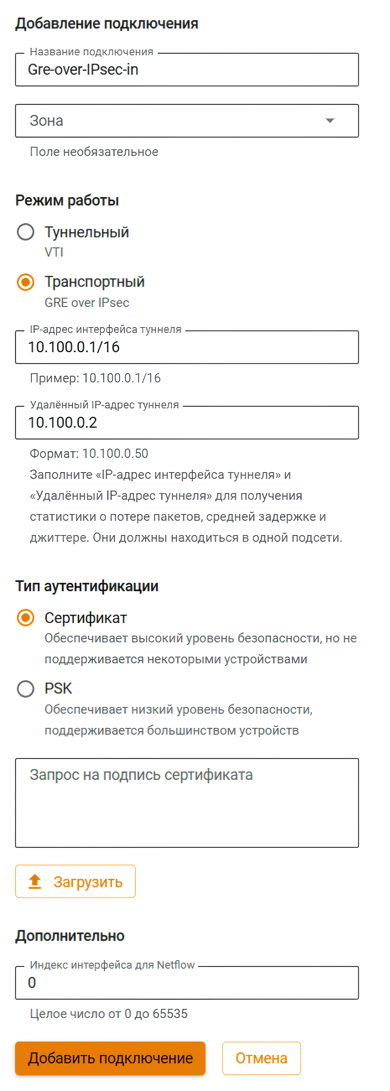 Добавление подключения
Название подключения
Gre-over-IPsec-in
Зона
Поле необязательное
Режим работы
Туннельный
VTI
Транспортный
GRE over IPsec
IP-адрес интерфейса туннеля
10.100.0.1/16
Пример: 10.100.0.1/16
Удалённый IP-адрес туннеля
10.100.0.2
Формат: 10.100.0.50
Заполните «IP-адрес интерфейса туннеля» и
«Удалённый IP-адрес туннеля» для получения
статистики о потере пакетов, средней задержке и
джиттере. Они должны находиться в одной подсети.
Тип аутентификации
Сертификат
Обеспечивает высокий уровень безопасности, но не
поддерживается некоторыми устройствами
PSK
Обеспечивает низкий уровень безопасности,
поддерживается большинством устройств
Запрос на подпись сертификата
Загрузить
Дополнительно
Индекс интерфейса для Netflow
0
Целое число от 0 до 65535
Добавить подключение
Отмена